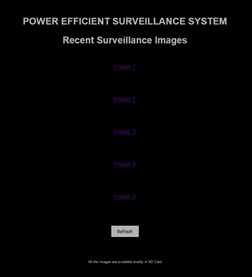 POWER EFFICIENT SURVEILLANCE SYSTEM
Recent Surveillance Images
Image 1
Image 2
Image 3
Image 4
Image 5
Refresh
All the Images are available locally in SD Card